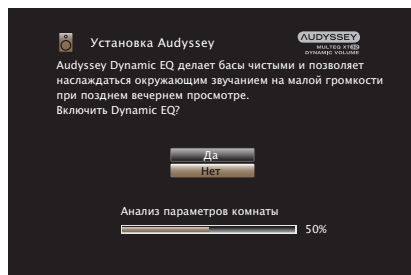 Установка Audyssey
AUDYSSEY
MULTEQ XT32
DYNAMIC VOLUME
Audyssey Dynamic EQ делает басы чистыми и позволяет
наслаждаться окружающим звучанием на малой громкости
при позднем вечернем просмотре.
Включить Dynamic EQ?
Да
Нет
Анализ параметров комнаты
50%